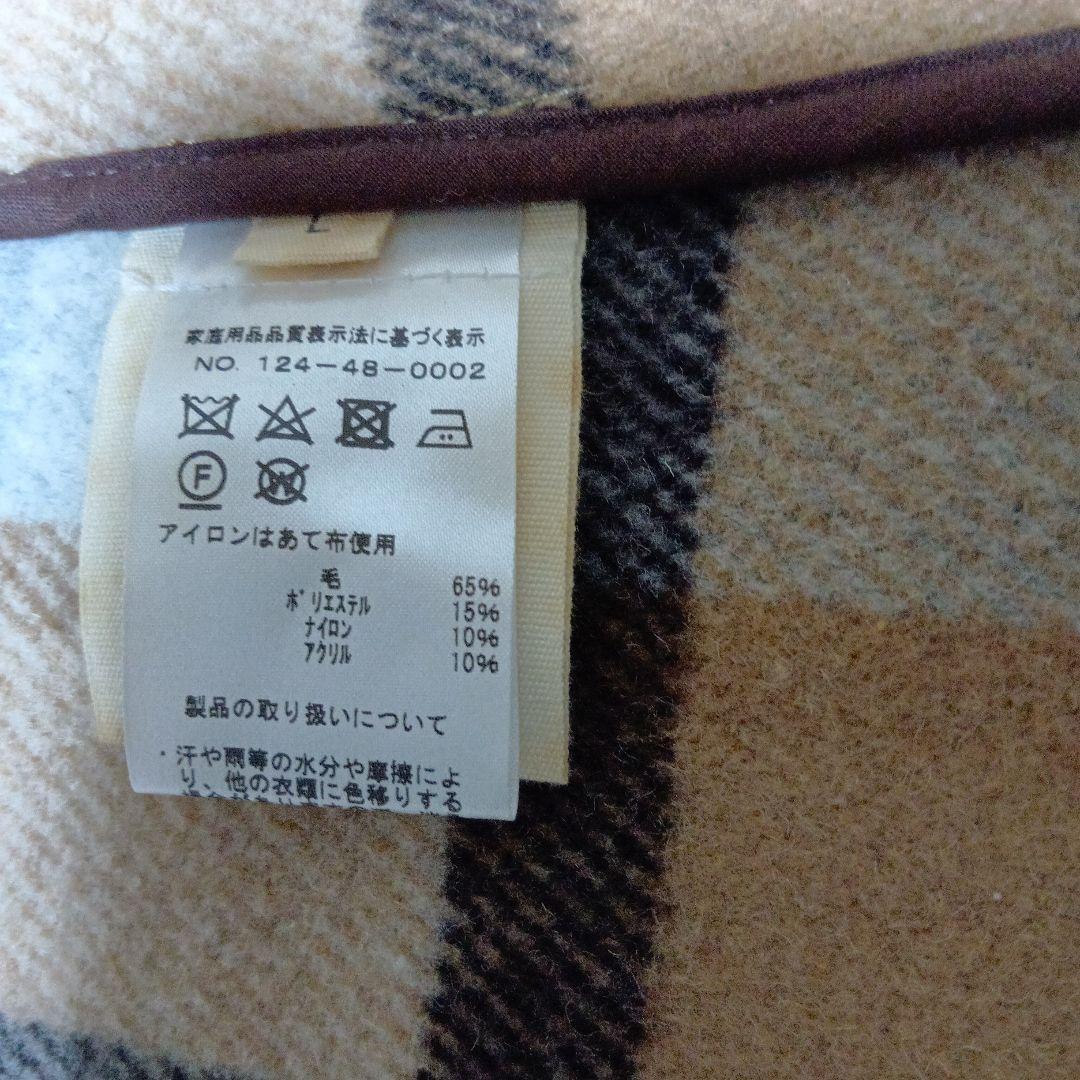 家庭用品品質表示法に基づく表示
NO. 124-48-0002
F
W
アイロンはあて布使用
毛 65%
ポリエステル 15%
ナイロン 10%
アクリル 10%
製品の取り扱いについて
・汗や雨等の水分や摩擦によ
り、他の衣類に色移りする